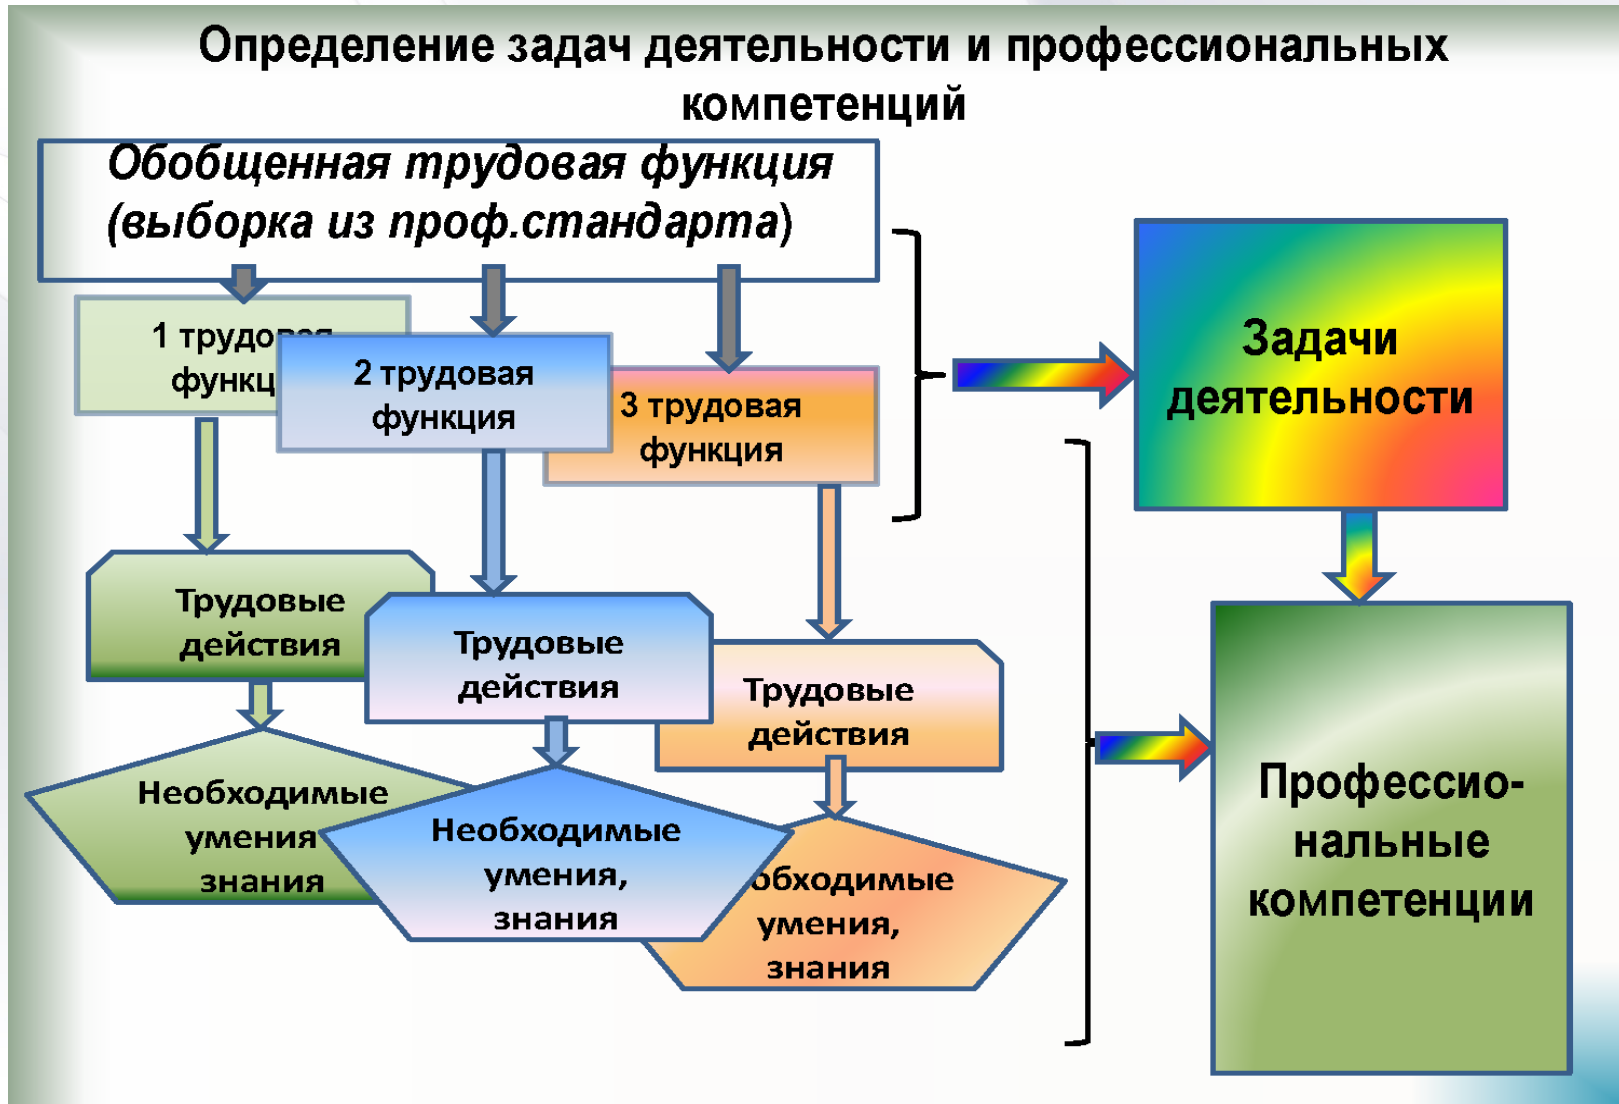 Определение задач деятельности и профессиональных
компетенций
Обобщенная трудовая функция
(выборка из проф.стандарта)
1 трудовая
функц
2 трудовая
функция
3 трудовая
функция
Задачи
деятельности
Трудовые
действия
Трудовые
действия
Трудовые
действия
Необходимые
умения
знания
Необходимые
умения,
знания
обходимые
умения,
знания
Профессио-
нальные
компетенции